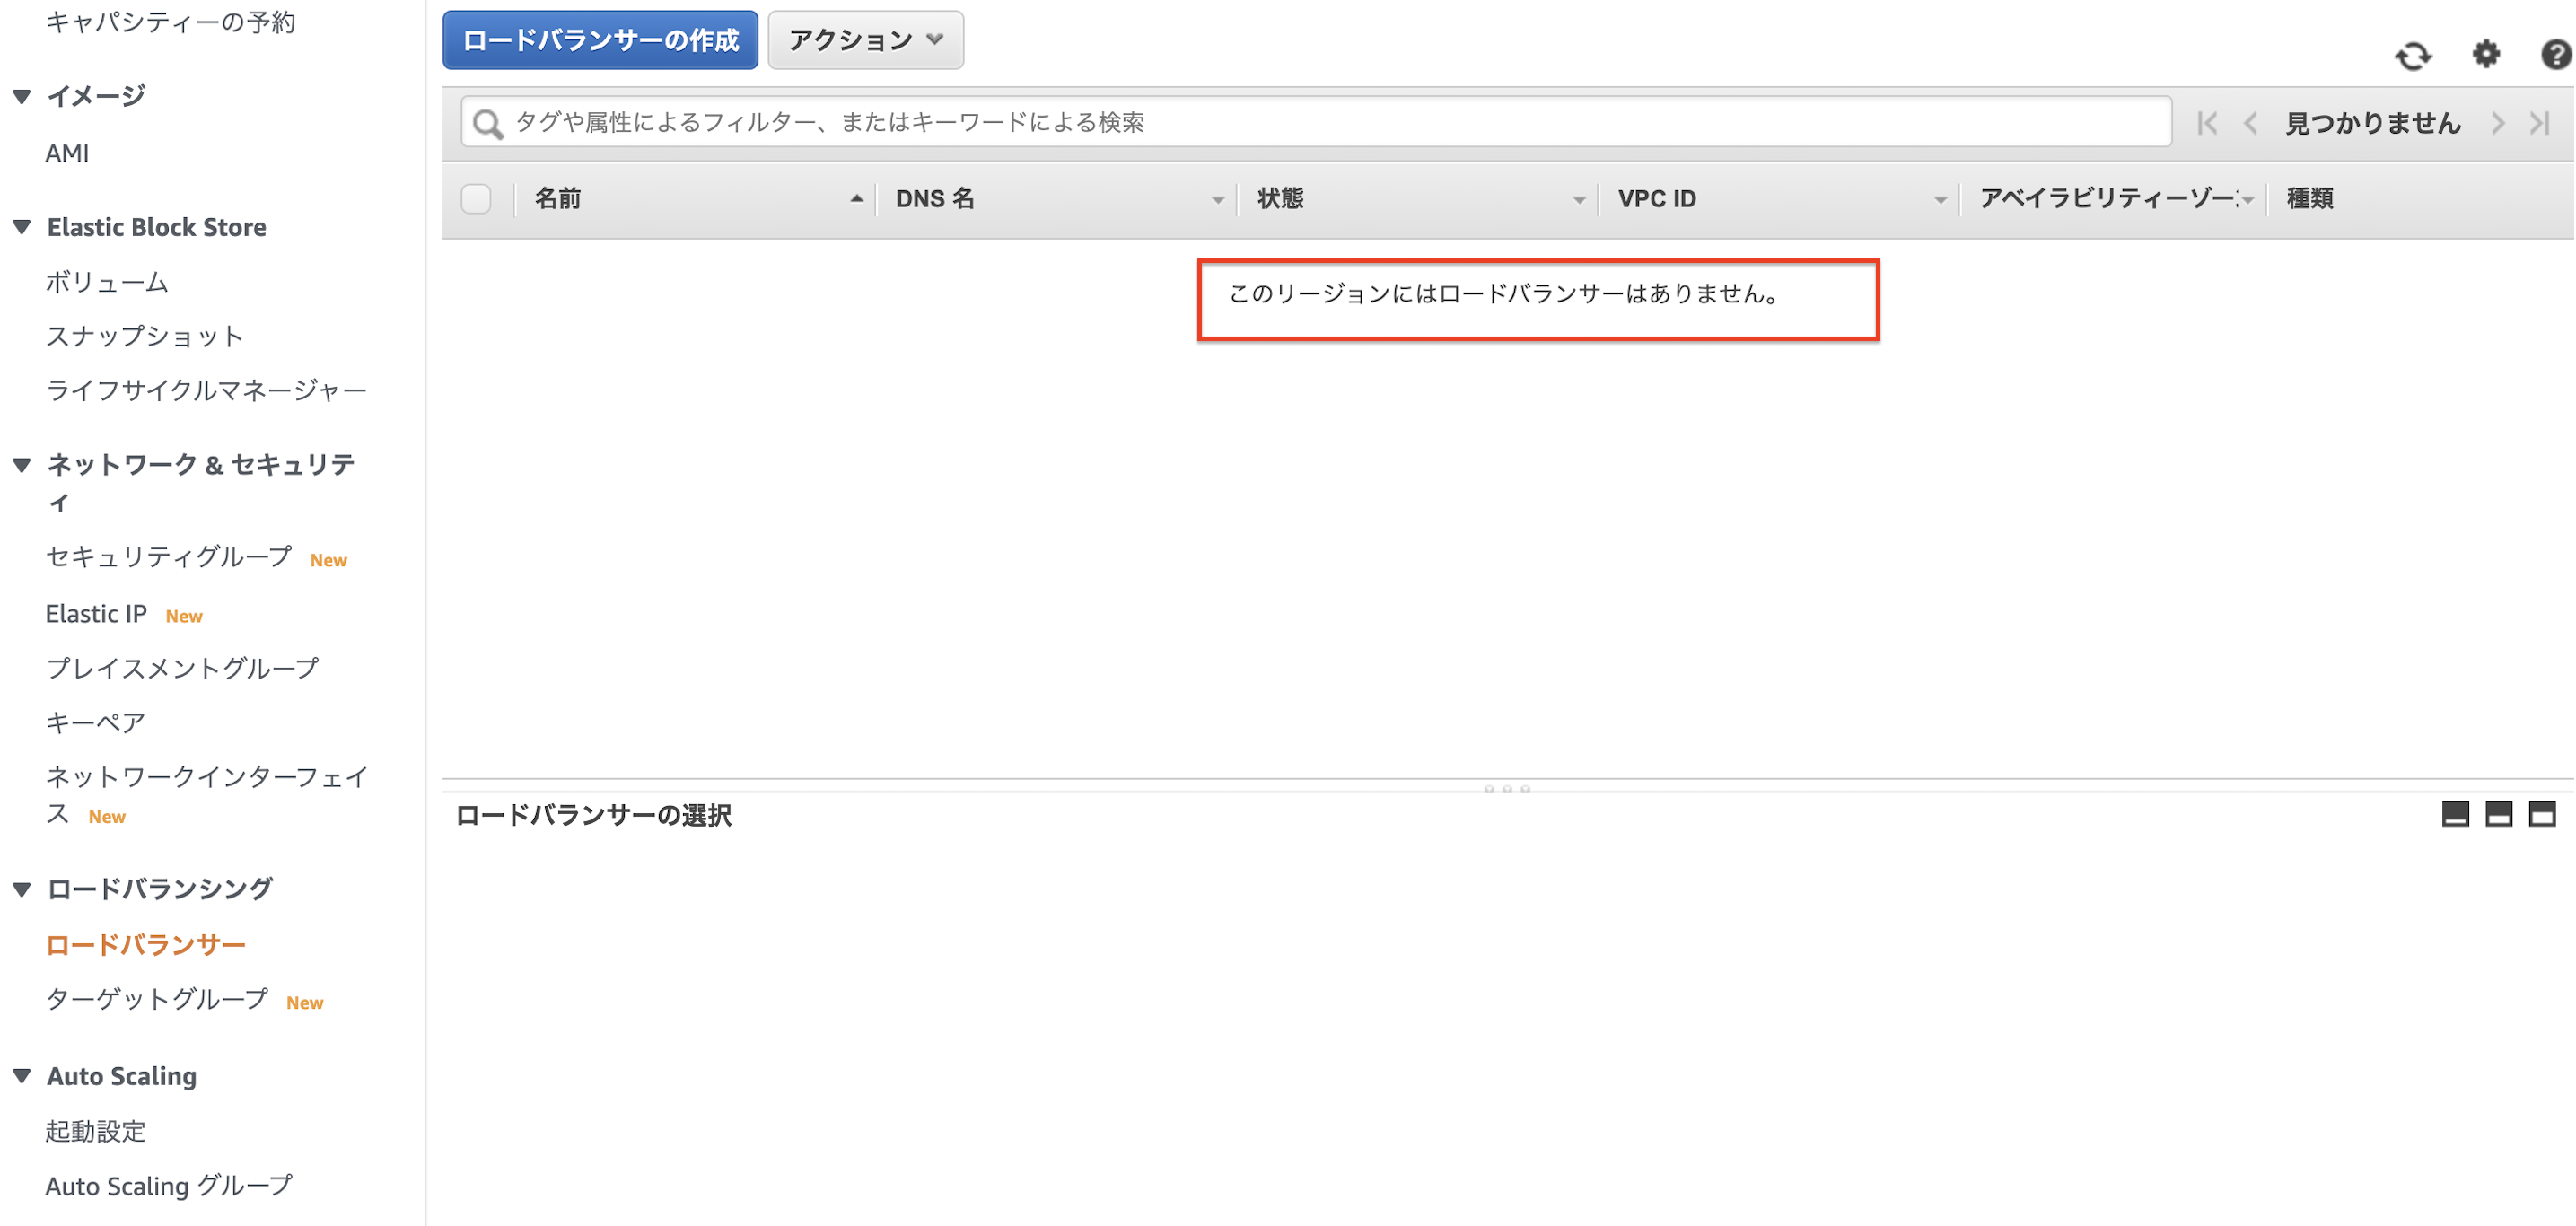 キャパシティーの予約
イメージ
AMI
Elastic Block Store
ボリューム
スナップショット
ライフサイクルマネージャー
ネットワーク & セキュリテ
ィ
セキュリティグループ New
Elastic IP New
プレイスメントグループ
キーペア
ネットワークインターフェイ
ス New
ロードバランシング
ロードバランサー
ターゲットグループ New
Auto Scaling
起動設定
Auto Scaling グループ
ロードバランサーの作成 アクション
タグや属性によるフィルター、またはキーワードによる検索 見つかりません
名前 DNS 名 状態 VPC ID アベイラビリティーゾー 種類
このリージョンにはロードバランサーはありません。
ロードバランサーの選択